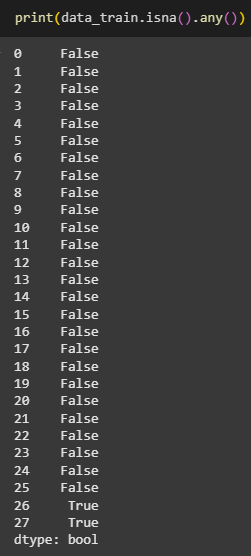 print(data_train.isna().any())
0 False
1 False
2 False
3 False
4 False
5 False
6 False
7 False
8 False
9 False
10 False
11 False
12 False
13 False
14 False
15 False
16 False
17 False
18 False
19 False
20 False
21 False
22 False
23 False
24 False
25 False
26 True
27 True
dtype: bool